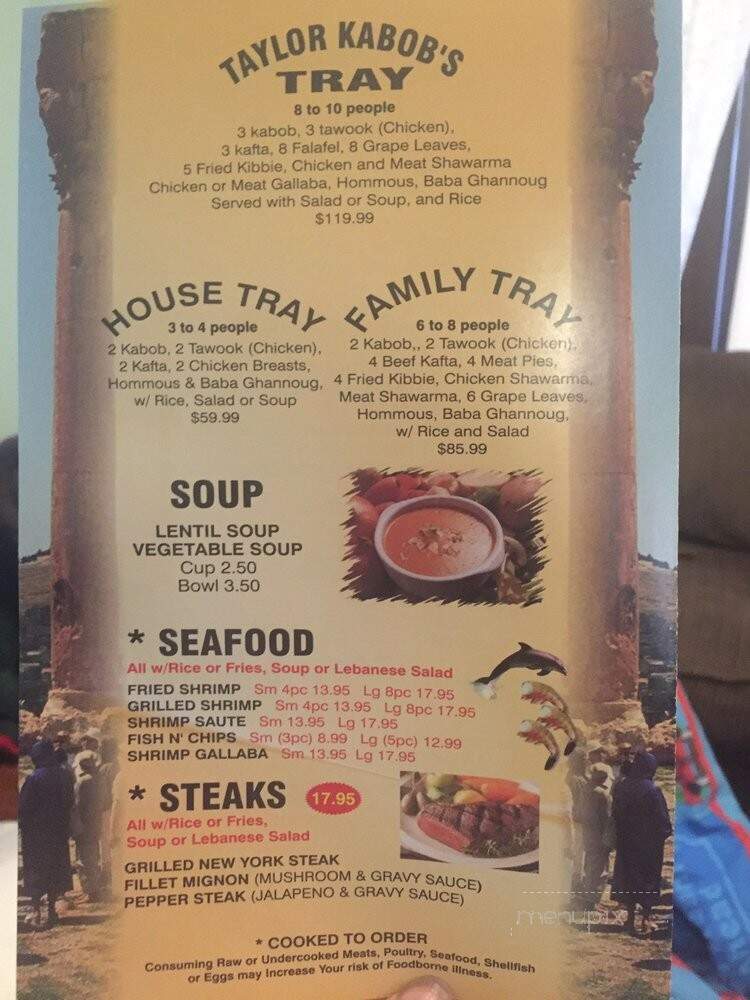 TAYLOR KABOB'S
TRAY
8 to 10 people
3 kabob, 3 tawook (Chicken),
3 kafta, 8 Falafel, 8 Grape Leaves,
5 Fried Kibbie, Chicken and Meat Shawarma
Chicken or Meat Gallaba, Hommous, Baba Ghannoug
Served with Salad or Soup, and Rice
$119.99
HOUSE TRAY
3 to 4 people
2 Kabob, 2 Tawook (Chicken),
2 Kafta, 2 Chicken Breasts,
Hommous & Baba Ghannoug,
w/ Rice, Salad or Soup
$59.99
FAMILY TRAY
6 to 8 people
2 Kabob,, 2 Tawook (Chicken),
4 Beef Kafta, 4 Meat Pies,
4 Fried Kibbie, Chicken Shawarma,
Meat Shawarma, 6 Grape Leaves,
Hommous, Baba Ghannoug,
w/ Rice and Salad
$85.99
SOUP
LENTIL SOUP
VEGETABLE SOUP
Cup 2.50
Bowl 3.50
* SEAFOOD
All w/Rice or Fries, Soup or Lebanese Salad
FRIED SHRIMP Sm 4pc 13.95 Lg 8pc 17.95
GRILLED SHRIMP Sm 4pc 13.95 Lg 8pc 17.95
SHRIMP SAUTE Sm 13.95 Lg 17.95
FISH N' CHIPS Sm (3pc) 8.99 Lg (5pc) 12.99
SHRIMP GALLABA Sm 13.95 Lg 17.95
* STEAKS 17.95
All w/Rice or Fries,
Soup or Lebanese Salad
GRILLED NEW YORK STEAK
FILLET MIGNON (MUSHROOM & GRAVY SAUCE)
PEPPER STEAK (JALAPENO & GRAVY SAUCE)
* COOKED TO ORDER
Consuming Raw or Undercooked Meats, Poultry, Seafood, Shellfish
or Eggs may Increase Your risk of Foodborne illness.
menupix